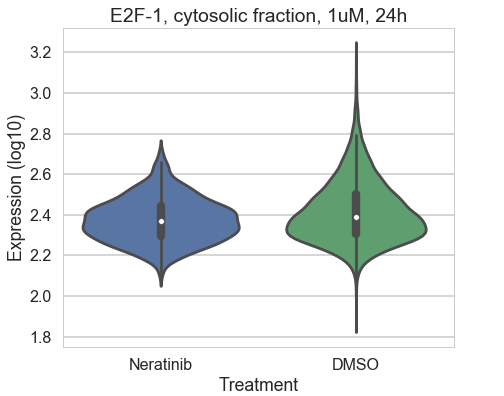 E2F-1, cytosolic fraction, 1uM, 24h
Expression (log10)
3.2
3.0
2.8
2.6
2.4
2.2
2.0
1.8
Neratinib DMSO
Treatment